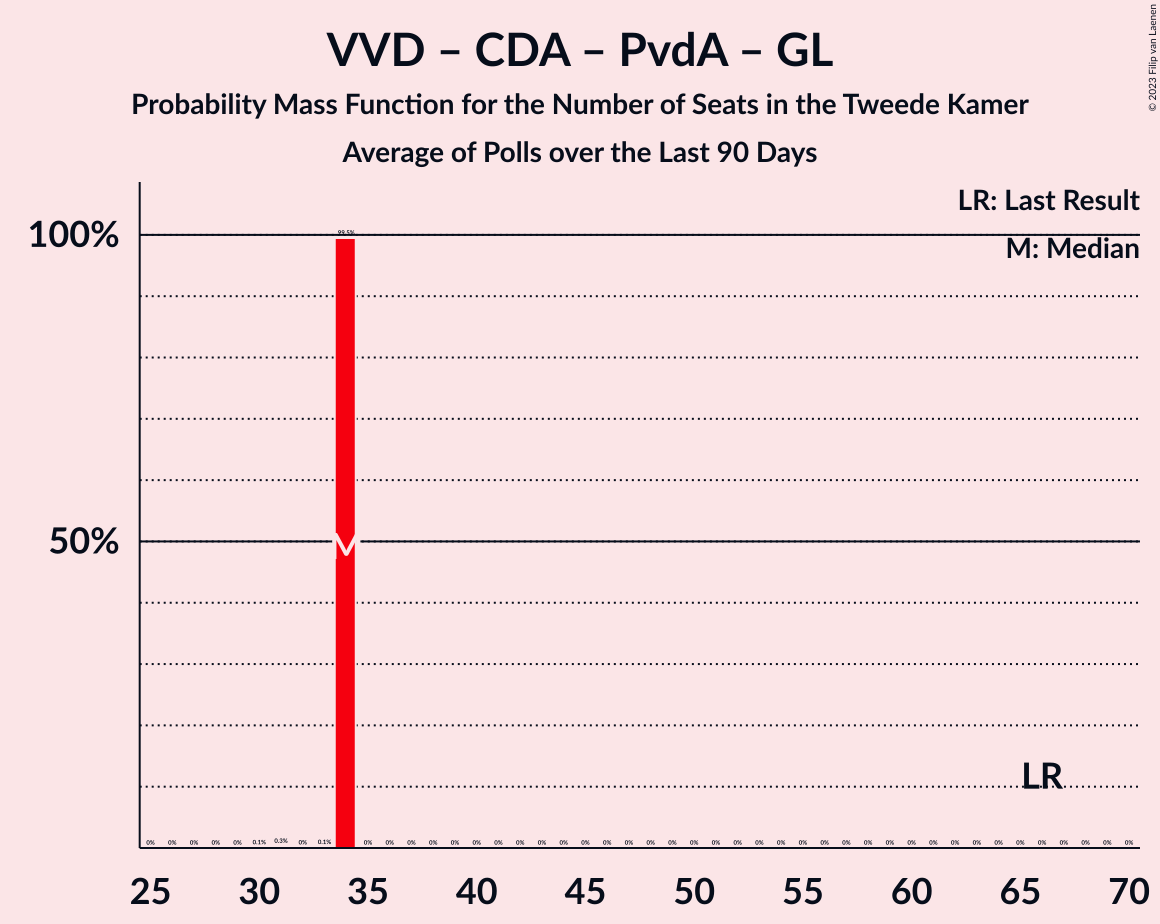 VVD – CDA – PvdA – GL
Probability Mass Function for the Number of Seats in the Tweede Kamer
Average of Polls over the Last 90 Days
© 2023 Filip van Laenen
LR: Last Result
M: Median
100%
50%
99.5%
M
LR
0% 0% 0% 0% 0% 0.1% 0.3% 0% 0.1% 0% 0% 0% 0% 0% 0% 0% 0% 0% 0% 0% 0% 0% 0% 0% 0% 0% 0% 0% 0% 0% 0% 0% 0% 0% 0% 0% 0% 0% 0% 0% 0% 0% 0% 0% 0%
25 30 35 40 45 50 55 60 65 70